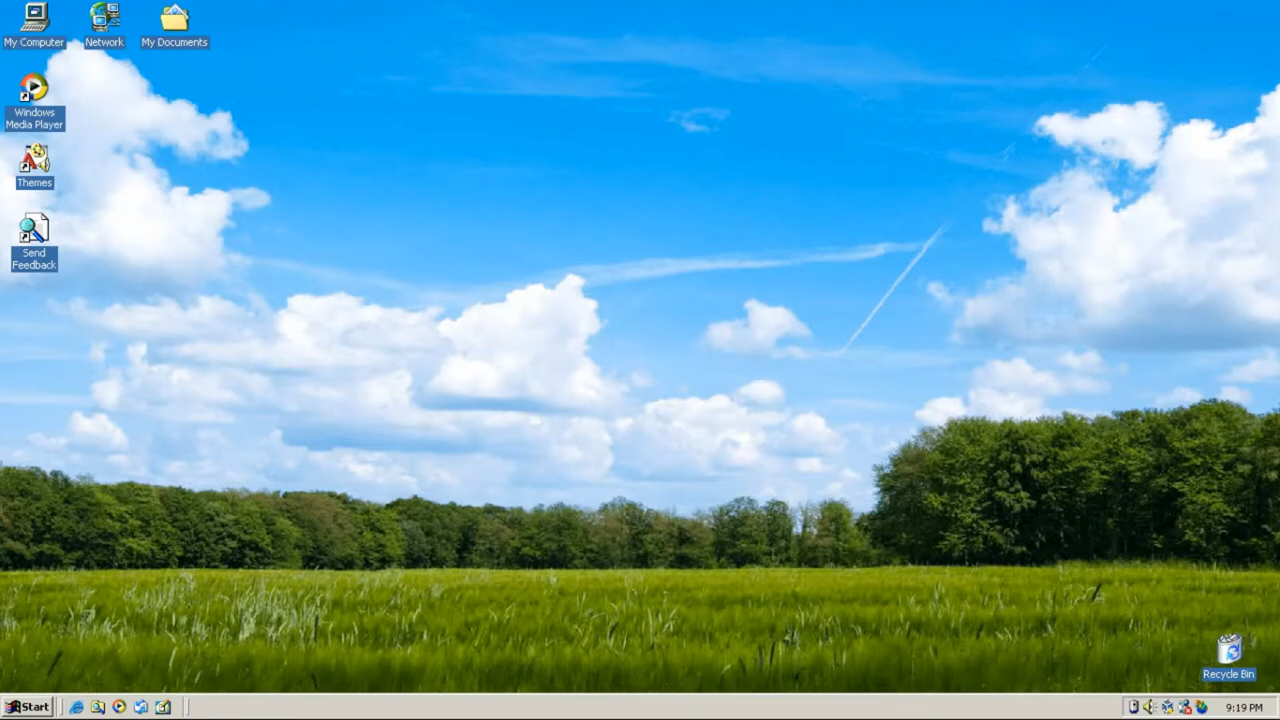 My Computer
Network
My Documents
Windows
Media Player
Themes
Send
Feedback
Recycle Bin
Start
9:19 PM